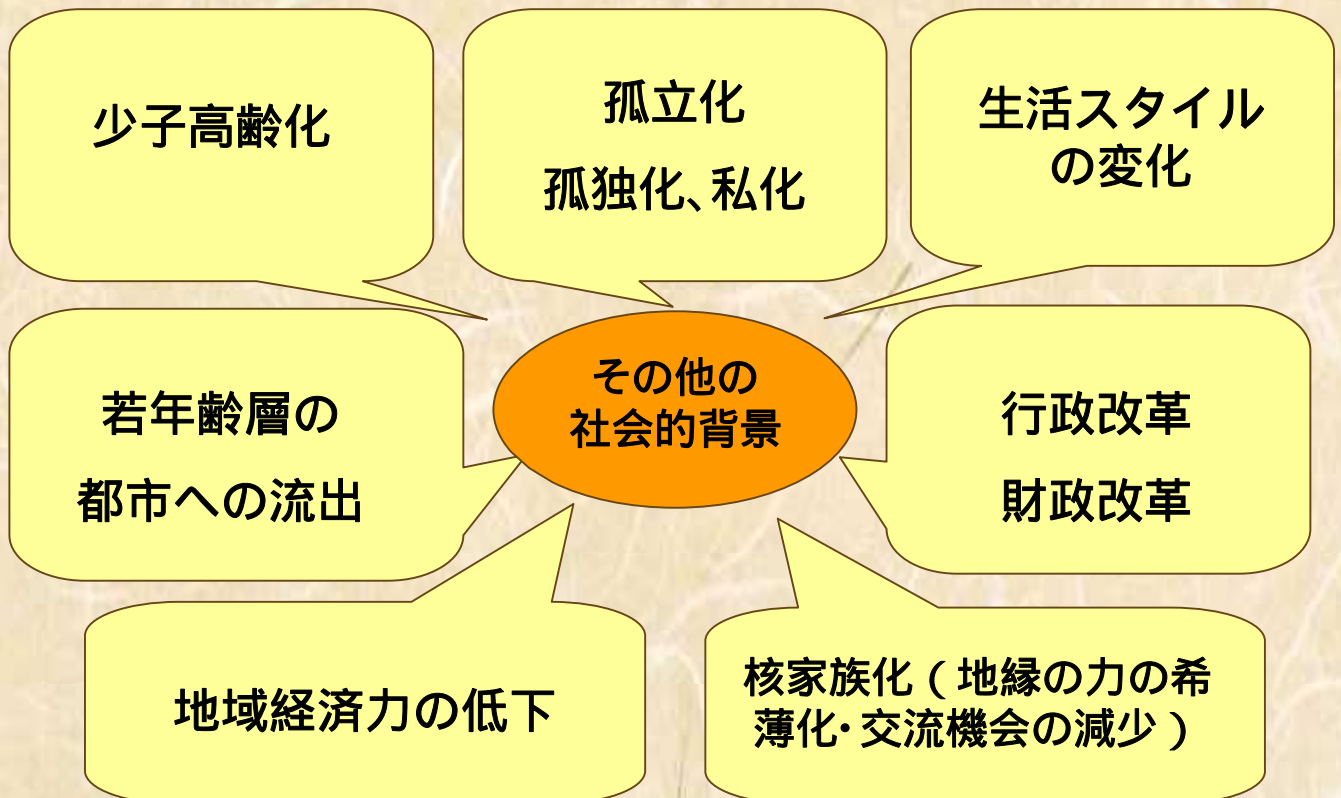 少子高齢化
孤立化
孤独化、私化
生活スタイル
の変化
その他の
社会的背景
若年齢層の
都市への流出
行政改革
財政改革
地域経済力の低下
核家族化（地縁の力の希
薄化・交流機会の減少）